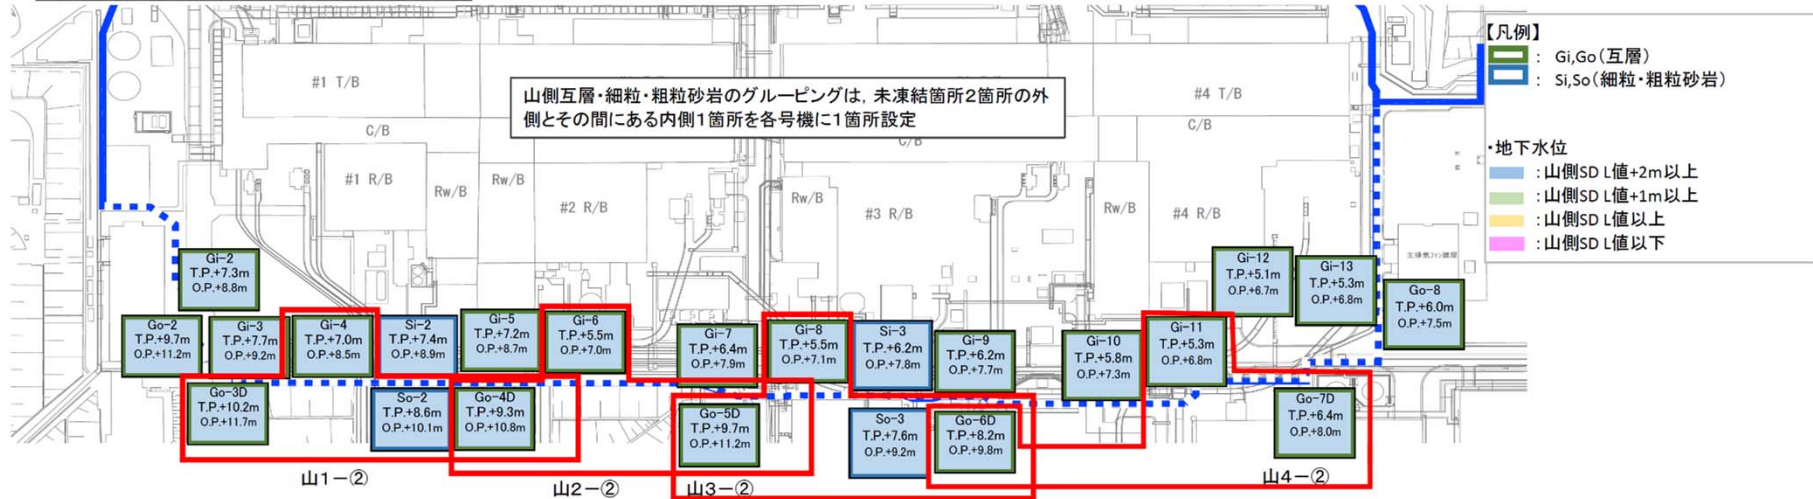 【凡例】
: Gi,Go(互層)
: Si,So(細粒・粗粒砂岩)
・地下水位
:山側SD L値+2m以上
:山側SD L値+1m以上
:山側SD L値以上
:山側SD L値以下
山側互層・細粒・粗粒砂岩のグルーピングは, 未凍結箇所2箇所の外
側とその間にある内側1箇所を各号機に1箇所設定
#1 T/B
#4 T/B
C/B
C/B
C/B
#1 R/B
Rw/B
Rw/B
#2 R/B
Rw/B
#3 R/B
Rw/B
#4 R/B
主排気ファン建屋
Gi-2
T.P.+7.3m
O.P.+8.8m
Gi-12
T.P.+5.1m
O.P.+6.7m
Gi-13
T.P.+5.3m
O.P.+6.8m
Go-8
T.P.+6.0m
O.P.+7.5m
Go-2
T.P.+9.7m
O.P.+11.2m
Gi-3
T.P.+7.7m
O.P.+9.2m
Gi-4
T.P.+7.0m
O.P.+8.5m
Si-2
T.P.+7.4m
O.P.+8.9m
Gi-5
T.P.+7.2m
O.P.+8.7m
Gi-6
T.P.+5.5m
O.P.+7.0m
Gi-7
T.P.+6.4m
O.P.+7.9m
Gi-8
T.P.+5.5m
O.P.+7.1m
Si-3
T.P.+6.2m
O.P.+7.8m
Gi-9
T.P.+6.2m
O.P.+7.7m
Gi-10
T.P.+5.8m
O.P.+7.3m
Gi-11
T.P.+5.3m
O.P.+6.8m
Go-3D
T.P.+10.2m
O.P.+11.7m
So-2
T.P.+8.6m
O.P.+10.1m
Go-4D
T.P.+9.3m
O.P.+10.8m
Go-5D
T.P.+9.7m
O.P.+11.2m
So-3
T.P.+7.6m
O.P.+9.2m
Go-6D
T.P.+8.2m
O.P.+9.8m
Go-7D
T.P.+6.4m
O.P.+8.0m
山1-②
山2-②
山3-②
山4-②